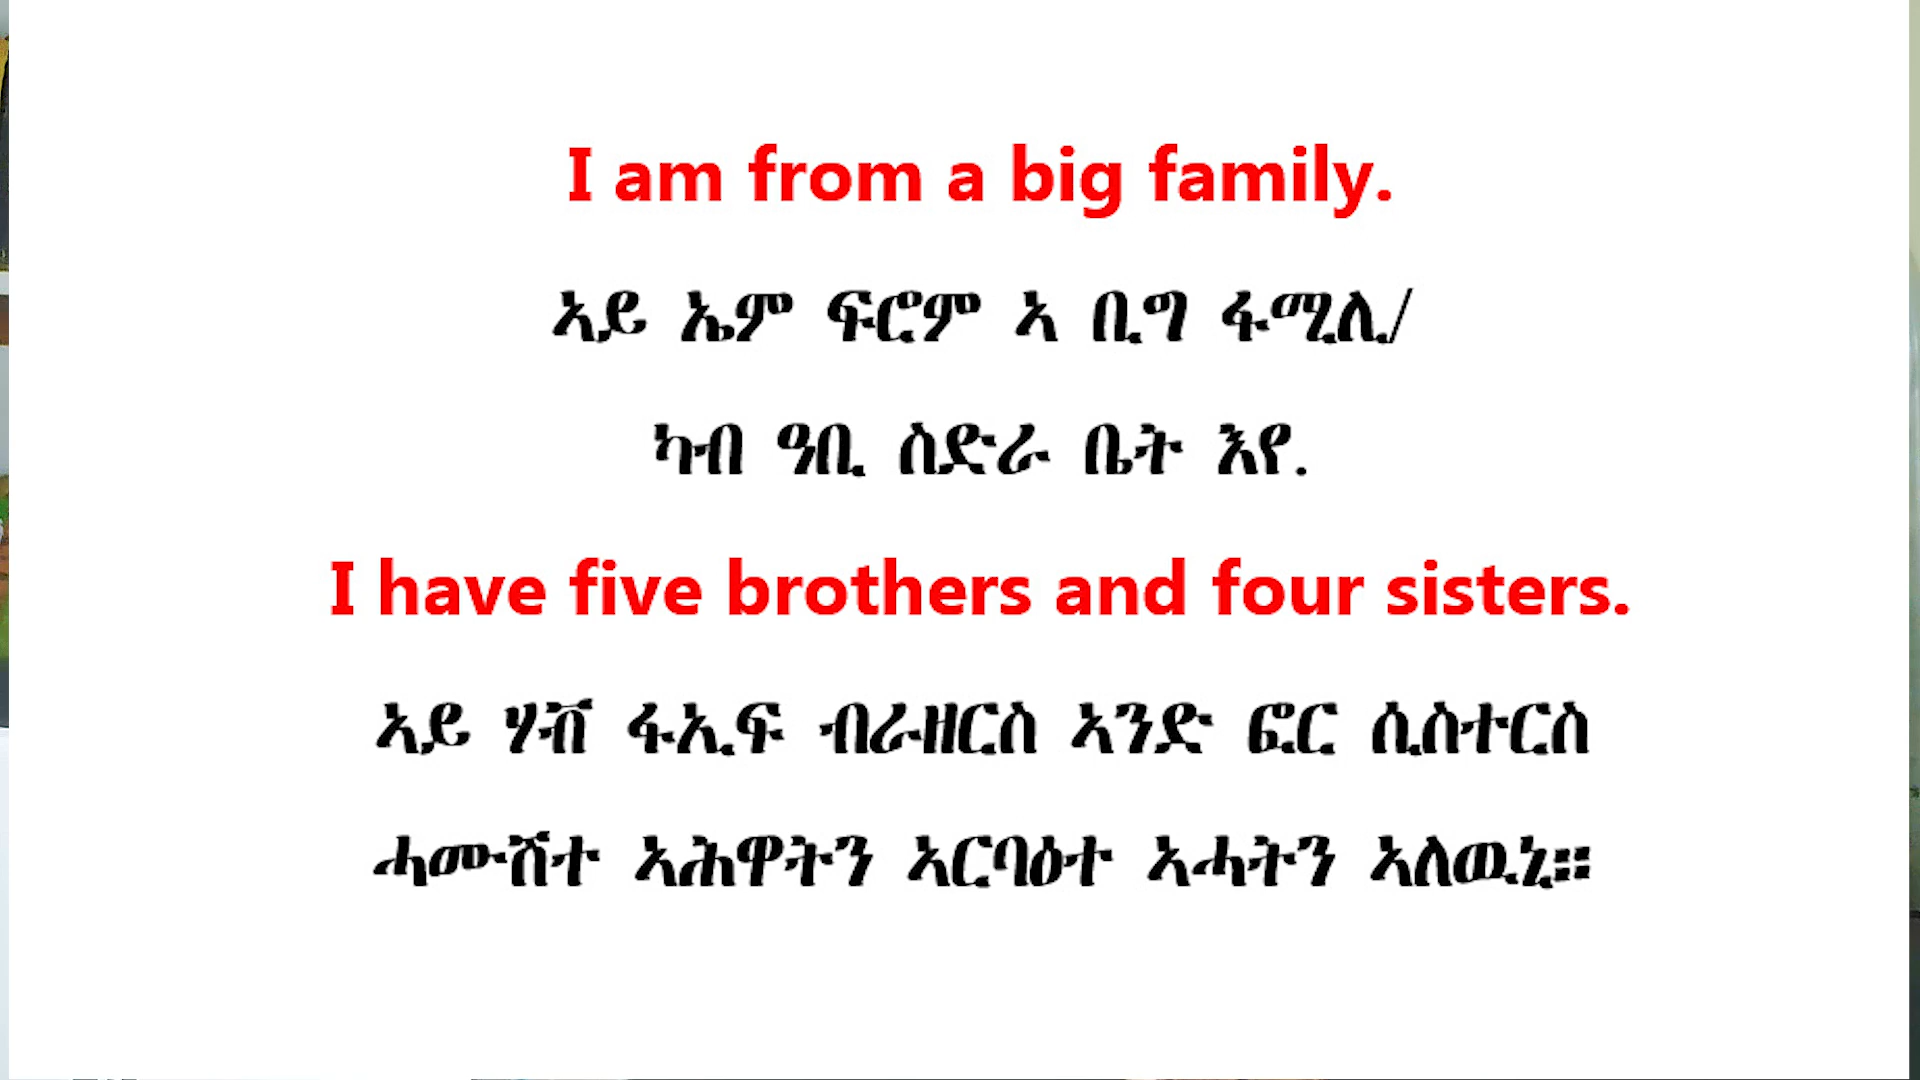 I am from a big family.
ኣይ ኤም ፍሮም ኣ ቢግ ፋሚሊ/
ካብ ዓቢ ስድራ ቤት እየ.
I have five brothers and four sisters.
ኣይ ሃቭ ፋኢፍ ብራዘርስ ኣንድ ፎር ሲስተርስ
ሓሙሽተ ኣሕዋትን ኣርባዕተ ኣሓትን ኣለዉኒ።